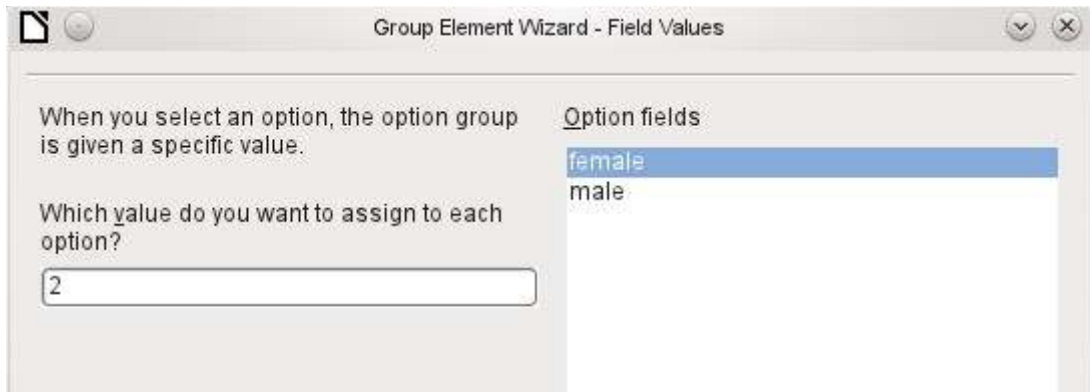 Group Element Wizard - Field Values
When you select an option, the option group
is given a specific value.
Which value do you want to assign to each
option?
2
Option fields
female
male